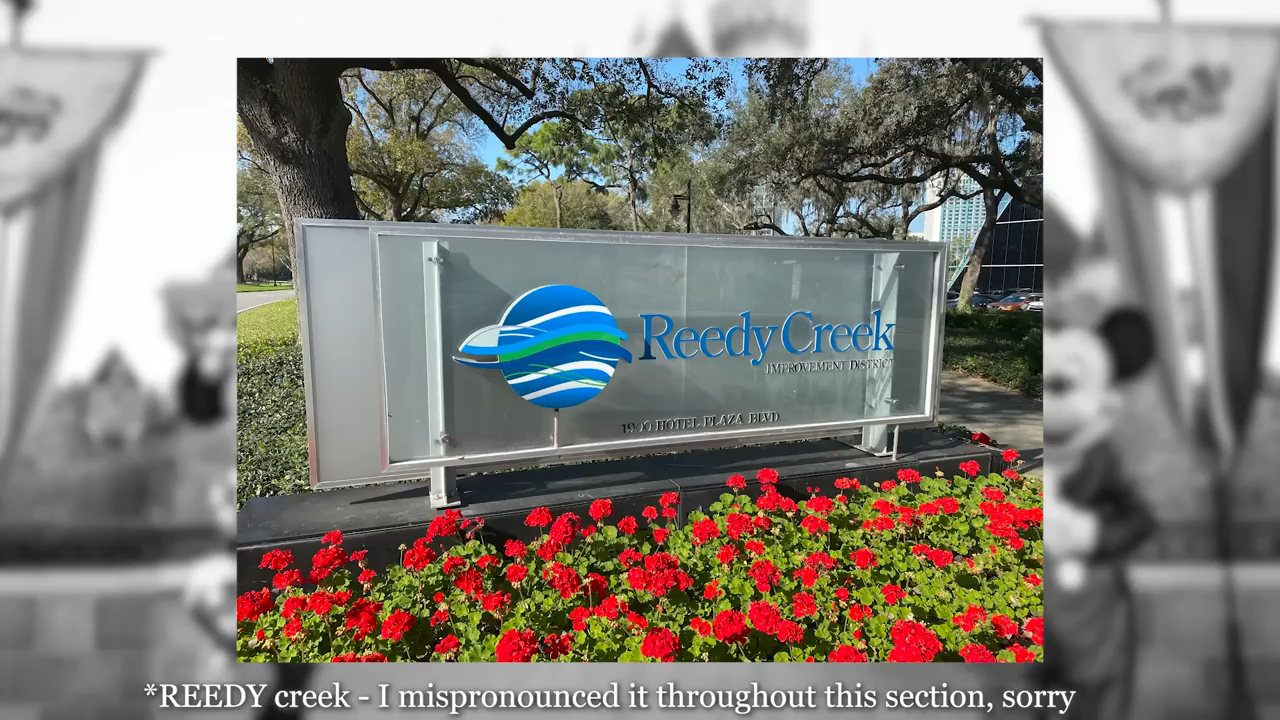 Reedy Creek
IMPROVEMENT DISTRICT
1900 HOTEL PLAZA BLVD
*REEDY creek - I mispronounced it throughout this section, sorry